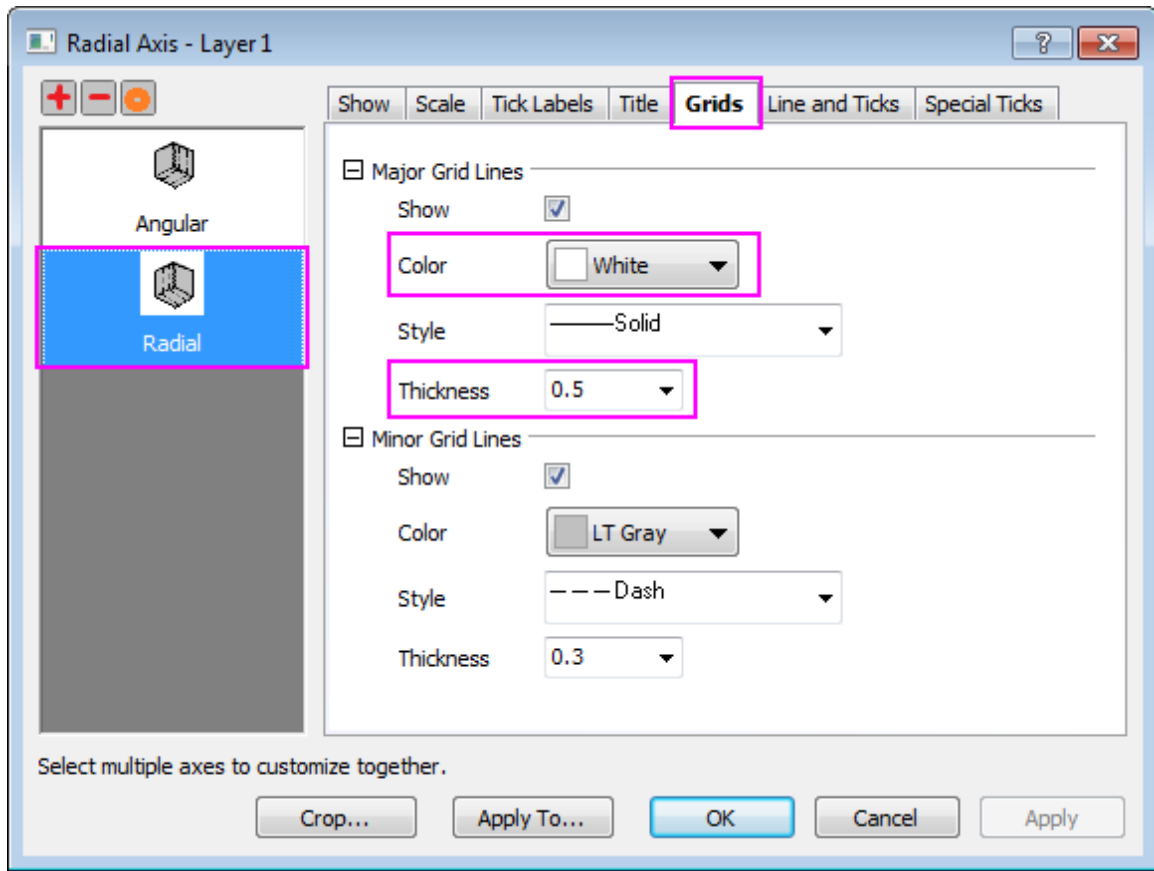 Radial Axis - Layer 1
Show Scale Tick Labels Title Grids Line and Ticks Special Ticks
Angular
Radial
Major Grid Lines
Show
Color White
Style Solid
Thickness 0.5
Minor Grid Lines
Show
Color LT Gray
Style Dash
Thickness 0.3
Select multiple axes to customize together.
Crop... Apply To... OK Cancel Apply